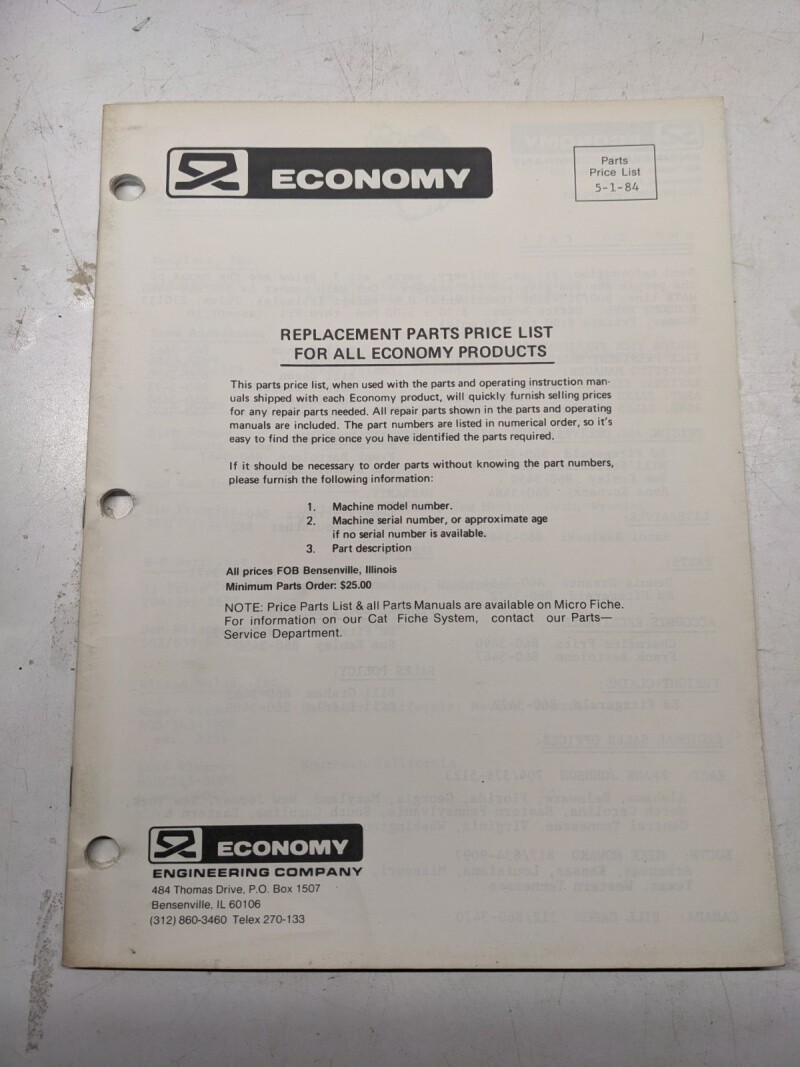 ECONOMY
Parts
Price List
5-1-84
REPLACEMENT PARTS PRICE LIST
FOR ALL ECONOMY PRODUCTS
This parts price list, when used with the parts and operating instruction man-
uals shipped with each Economy product, will quickly furnish selling prices
for any repair parts needed. All repair parts shown in the parts and operating
manuals are included. The part numbers are listed in numerical order, so it's
easy to find the price once you have identified the parts required.
If it should be necessary to order parts without knowing the part numbers,
please furnish the following information:
1. Machine model number.
2. Machine serial number, or approximate age
if no serial number is available.
3. Part description
All prices FOB Bensenville, Illinois
Minimum Parts Order: $25.00
NOTE: Price Parts List & all Parts Manuals are available on Micro Fiche.
For information on our Cat Fiche System, contact our Parts—
Service Department.
ECONOMY
ENGINEERING COMPANY
484 Thomas Drive, P.O. Box 1507
Bensenville, IL 60106
(312) 860-3460 Telex 270-133